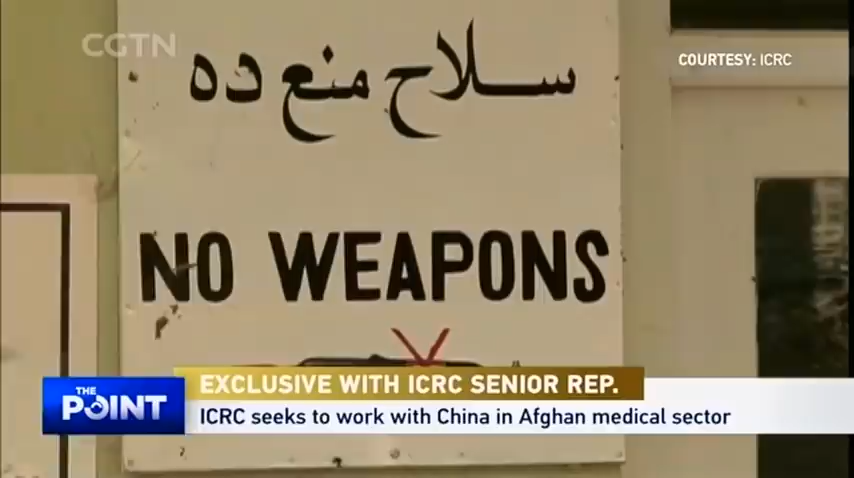 CGTN
COURTESY: ICRC
سلاح منع ده
NO WEAPONS
EXCLUSIVE WITH ICRC SENIOR REP.
THE POINT
ICRC seeks to work with China in Afghan medical sector